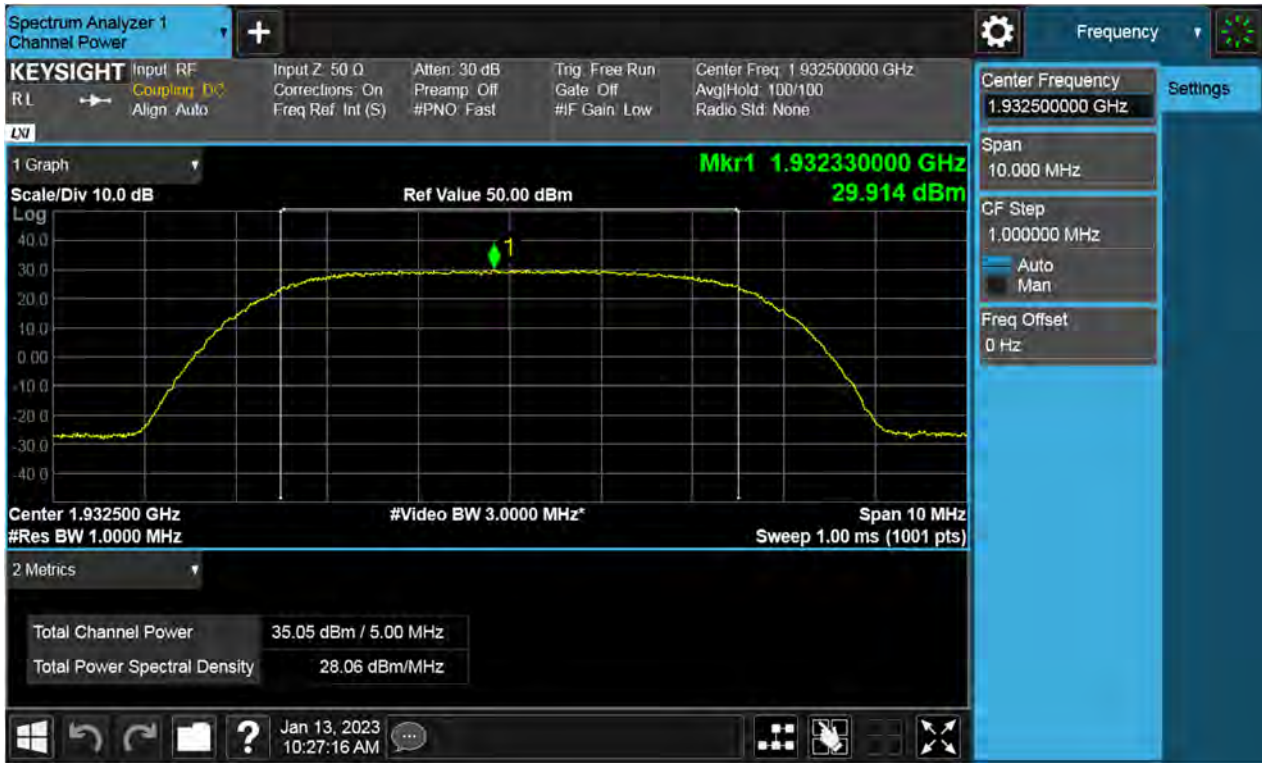 Spectrum Analyzer 1
Channel Power
+
Frequency
KEYSIGHT
RL
LXI
Input: RF
Coupling: DC
Align: Auto
Input Z: 50 Ω
Corrections: On
Freq Ref: Int (S)
Atten: 30 dB
Preamp: Off
#PNO: Fast
Trig: Free Run
Gate: Off
#IF Gain: Low
Center Freq: 1.932500000 GHz
Avg|Hold: 100/100
Radio Std: None
1 Graph
Mkr1 1.932330000 GHz
29.914 dBm
Scale/Div 10.0 dB
Ref Value 50.00 dBm
Log
40.0
30.0
20.0
10.0
0.00
-10.0
-20.0
-30.0
-40.0
1
Center 1.932500 GHz
#Video BW 3.0000 MHz*
Span 10 MHz
#Res BW 1.0000 MHz
Sweep 1.00 ms (1001 pts)
2 Metrics
Total Channel Power 35.05 dBm / 5.00 MHz
Total Power Spectral Density 28.06 dBm/MHz
Center Frequency
1.932500000 GHz
Settings
Span
10.000 MHz
CF Step
1.000000 MHz
Auto
Man
Freq Offset
0 Hz
?
Jan 13, 2023
10:27:16 AM